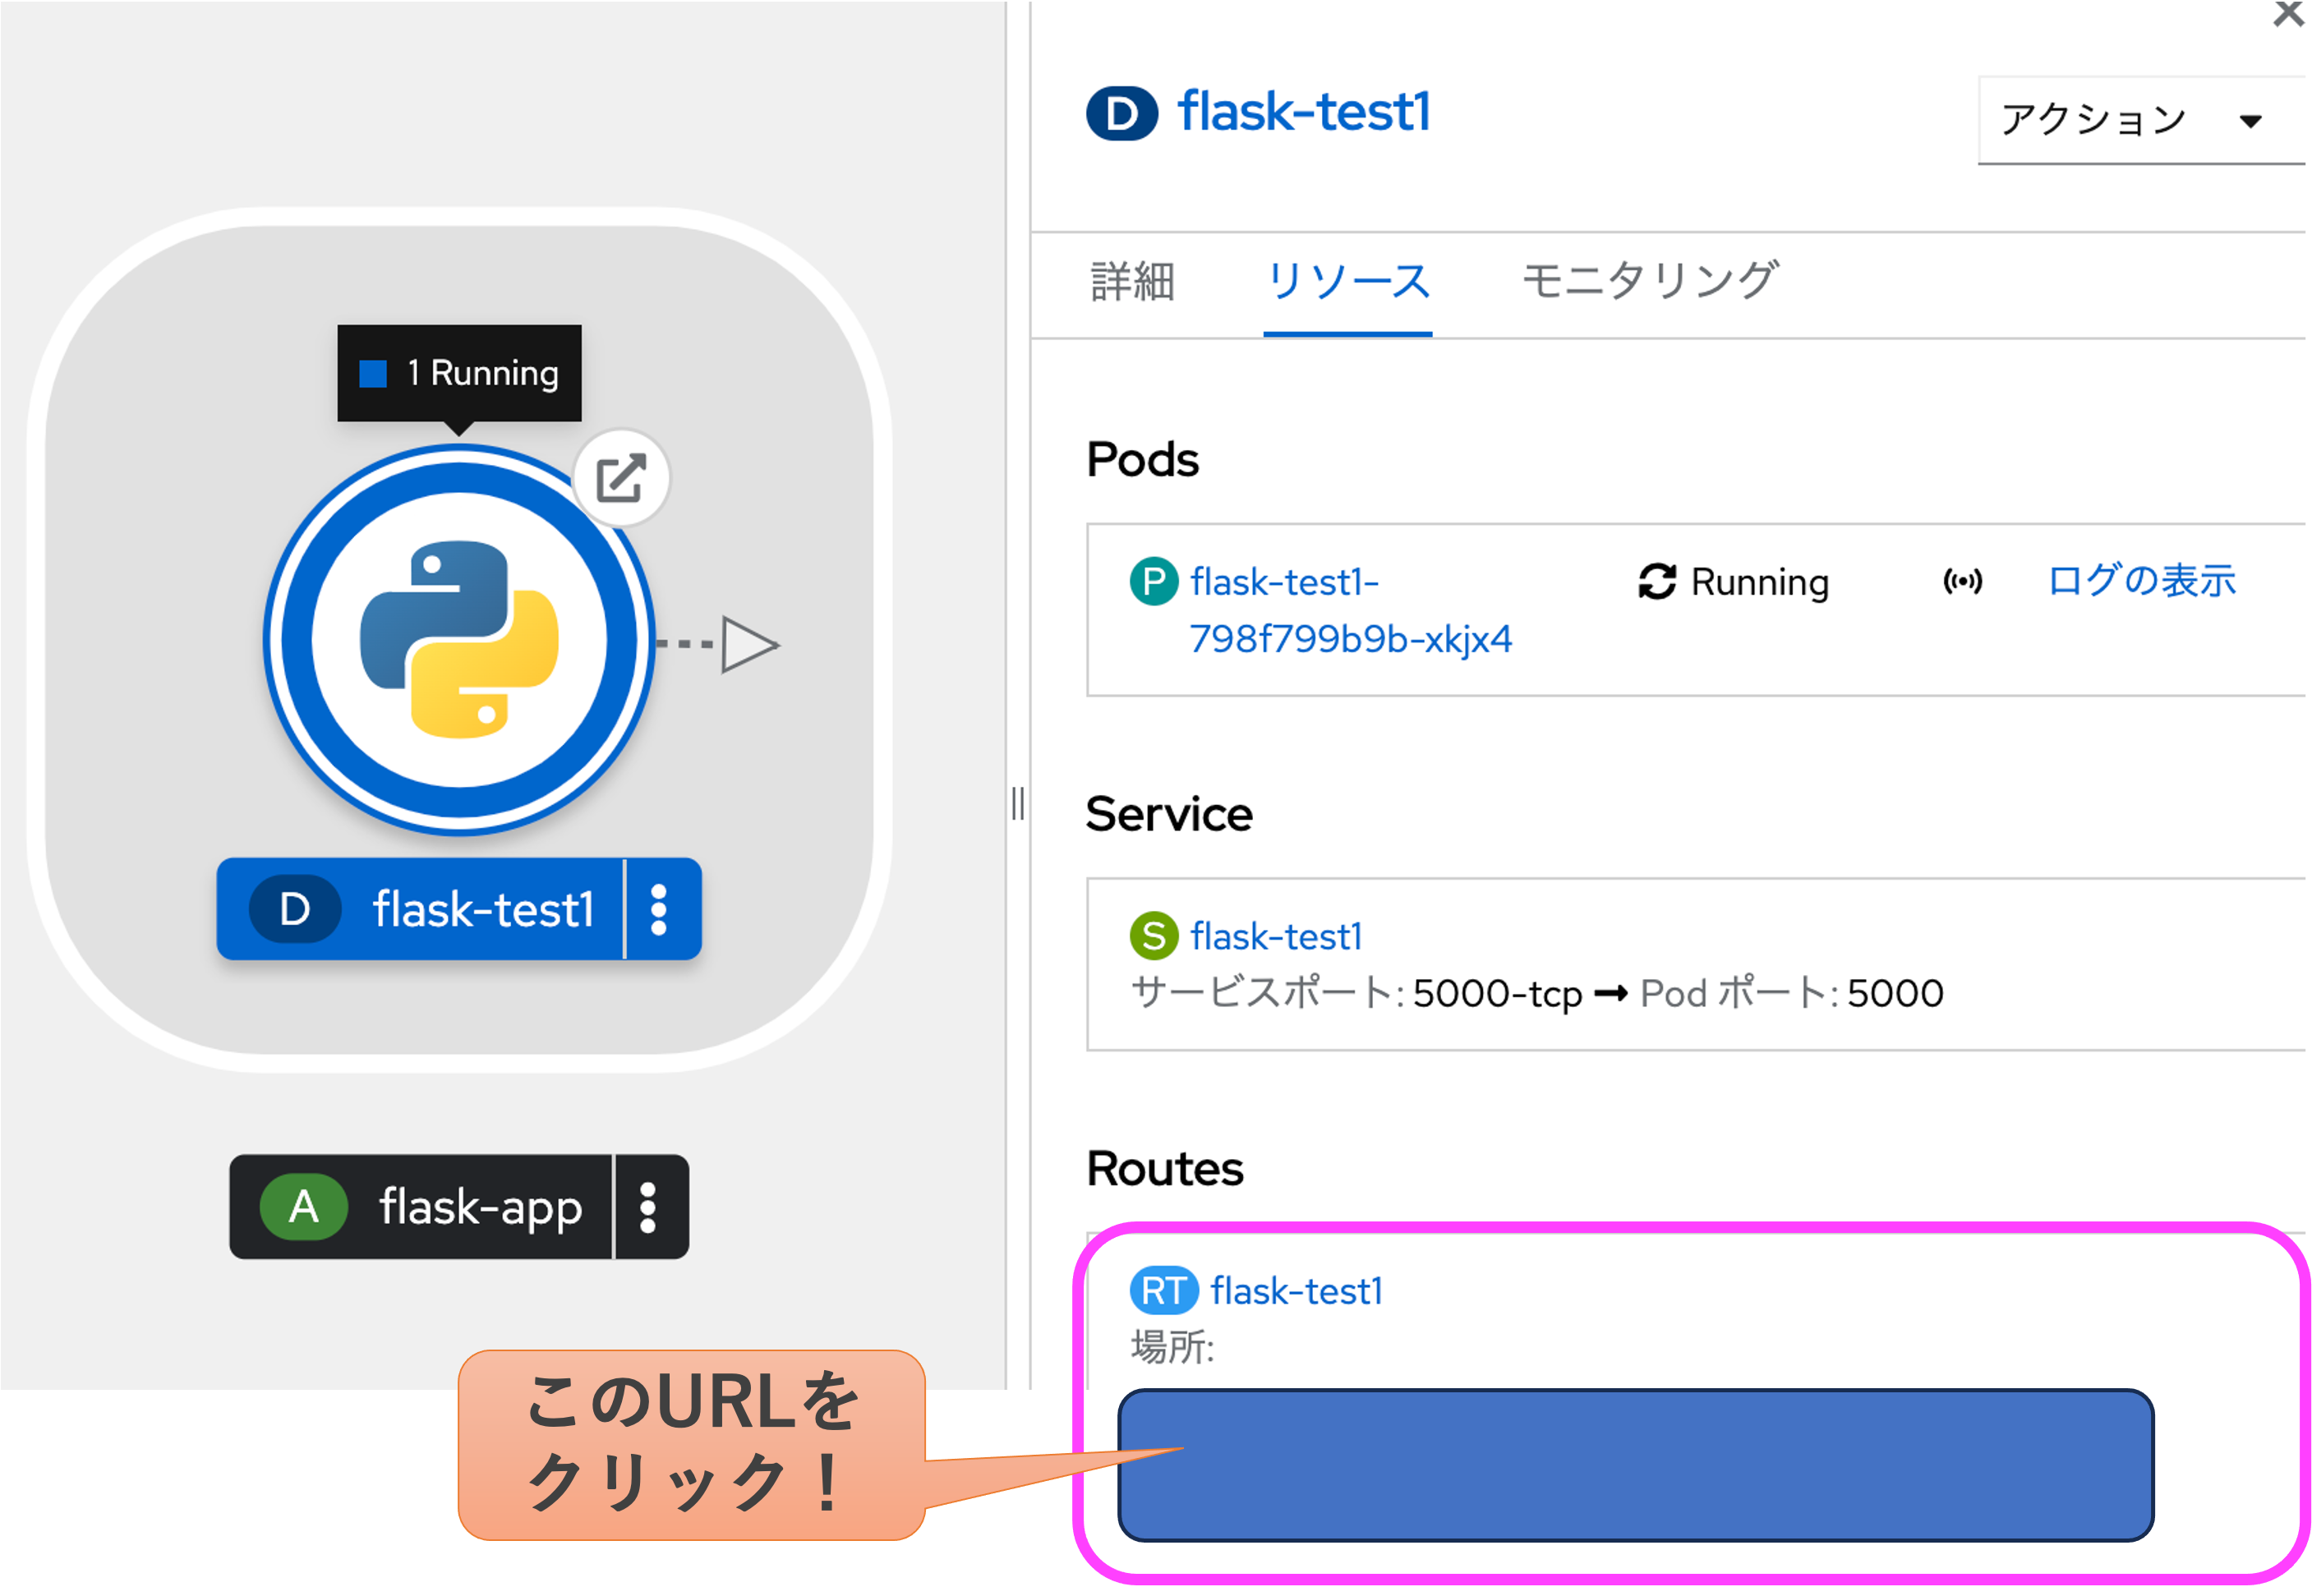 1 Running
D flask-test1
A flask-app
このURLを
クリック！
D flask-test1
アクション
詳細 リソース モニタリング
Pods
P flask-test1-
798f799b9b-xkjx4
Running
ログの表示
Service
S flask-test1
サービスポート: 5000-tcp → Pod ポート: 5000
Routes
RT flask-test1
場所: